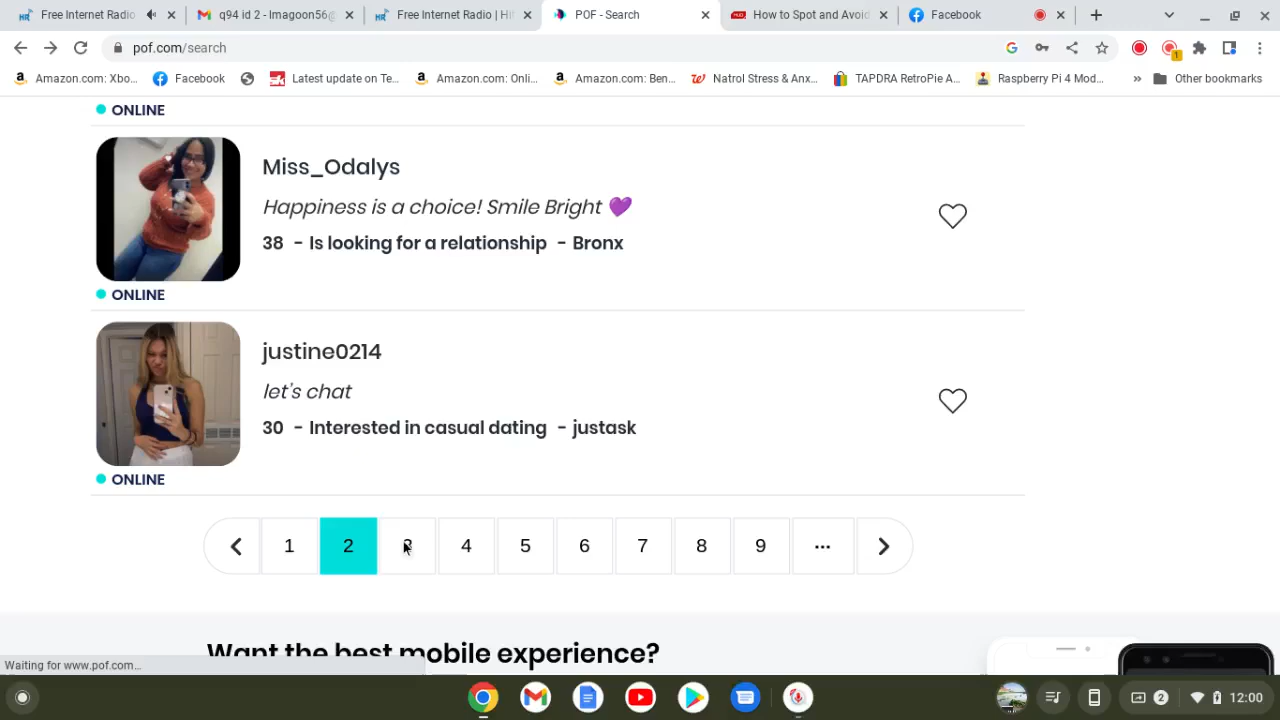 Free Internet Radio
q94 id 2 - Imagoon56@
Free Internet Radio | Hi
POF - Search
How to Spot and Avoid
Facebook
pof.com/search
Amazon.com: Xbo...
Facebook
Latest update on Te...
Amazon.com: Onli...
Amazon.com: Ben...
Natrol Stress & Anx...
TAPDRA RetroPie A...
Raspberry Pi 4 Mod...
»
Other bookmarks
ONLINE
Miss_Odalys
Happiness is a choice! Smile Bright 💜
38 - Is looking for a relationship - Bronx
ONLINE
justine0214
let's chat
30 - Interested in casual dating - justask
ONLINE
1 2 3 4 5 6 7 8 9 ...
Want the best mobile experience?
Waiting for www.pof.com...
2 12:00